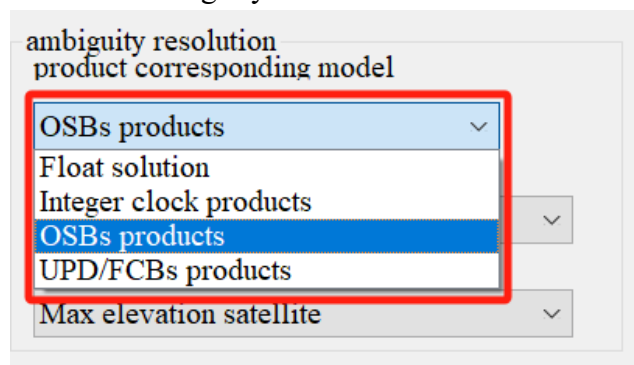 ambiguity resolution
product corresponding model
OSBs products
Float solution
Integer clock products
OSBs products
UPD/FCBs products
Max elevation satellite